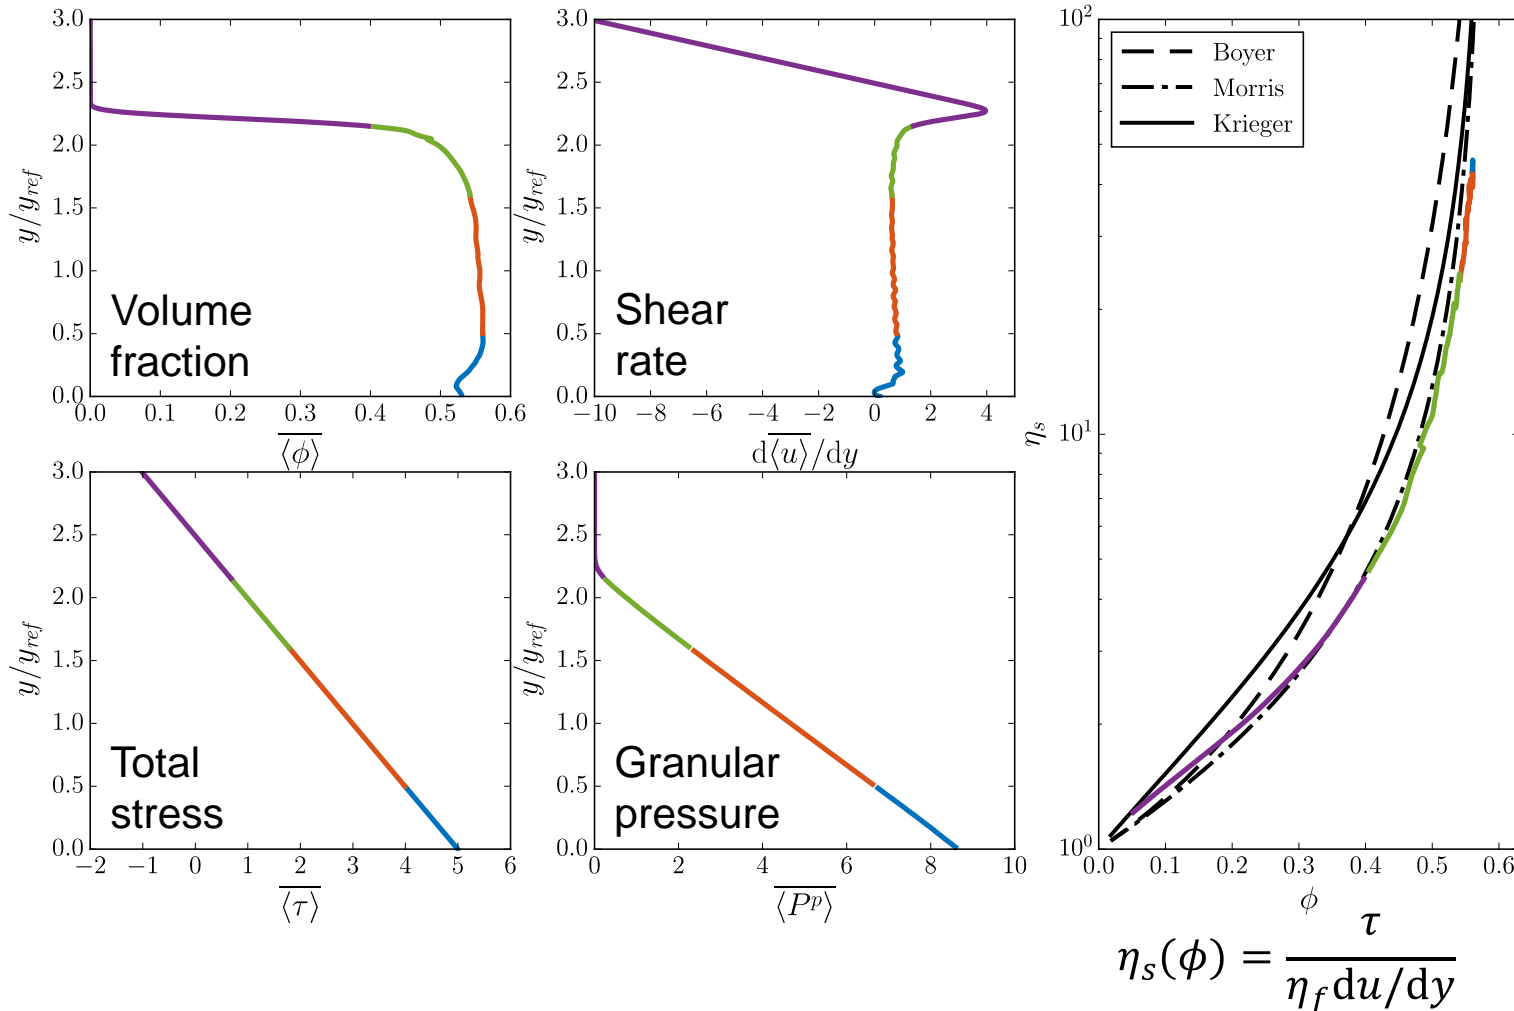 3.0
2.5
2.0
1.5
1.0
0.5
0.0
y/y_ref
Volume
fraction
0.0 0.1 0.2 0.3 0.4 0.5 0.6
⟨ϕ⟩
3.0
2.5
2.0
1.5
1.0
0.5
0.0
y/y_ref
Shear
rate
−10 −8 −6 −4 −2 0 2 4
d⟨u⟩/dy
3.0
2.5
2.0
1.5
1.0
0.5
0.0
y/y_ref
Total
stress
−2 −1 0 1 2 3 4 5 6
⟨τ⟩
3.0
2.5
2.0
1.5
1.0
0.5
0.0
y/y_ref
Granular
pressure
0 2 4 6 8 10
⟨P^p⟩
10^2
10^1
10^0
η_s
Boyer
Morris
Krieger
0.0 0.1 0.2 0.3 0.4 0.5 0.6
ϕ
η_s(ϕ) = τ / η_f du/dy